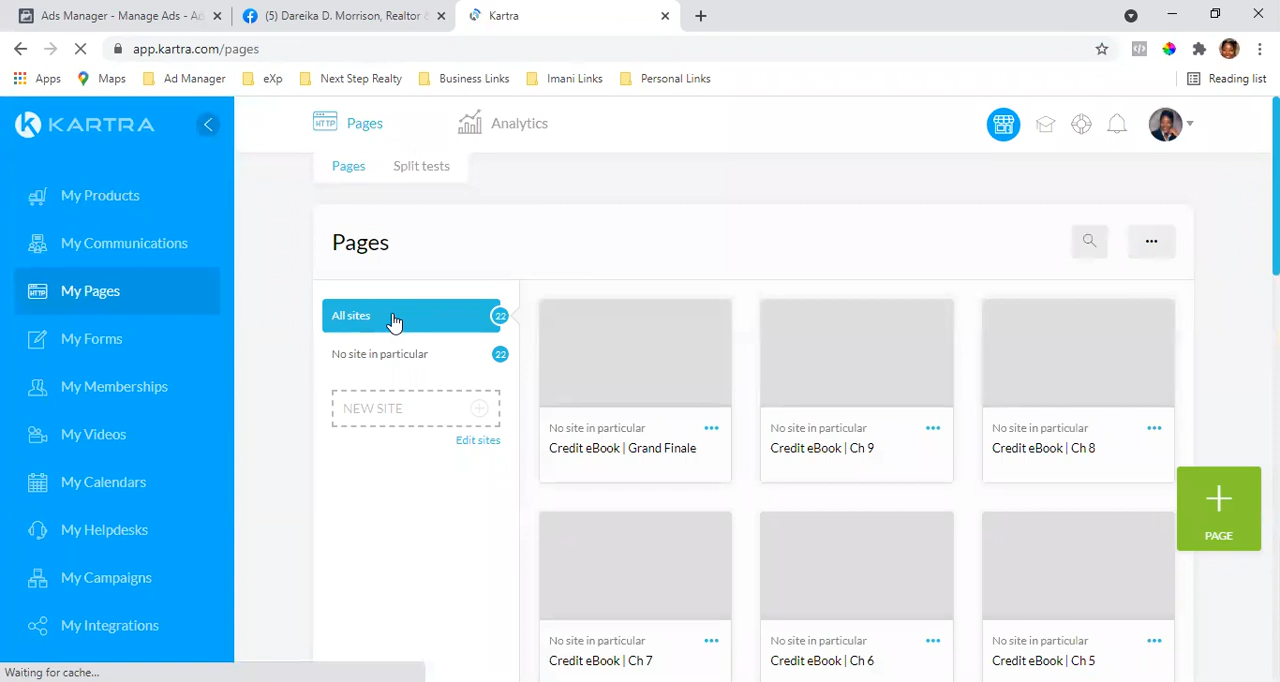 Ads Manager - Manage Ads - Ad
(5) Dareika D. Morrison, Realtor &
Kartra
app.kartra.com/pages
Apps
Maps
Ad Manager
eXp
Next Step Realty
Business Links
Imani Links
Personal Links
Reading list
KARTRA
HTTP
Pages
Analytics
Pages
Split tests
My Products
My Communications
HTTP
My Pages
My Forms
My Memberships
My Videos
My Calendars
My Helpdesks
My Campaigns
My Integrations
Pages
All sites
22
No site in particular
22
NEW SITE
Edit sites
No site in particular
Credit eBook | Grand Finale
No site in particular
Credit eBook | Ch 9
No site in particular
Credit eBook | Ch 8
No site in particular
Credit eBook | Ch 7
No site in particular
Credit eBook | Ch 6
No site in particular
Credit eBook | Ch 5
PAGE
Waiting for cache...